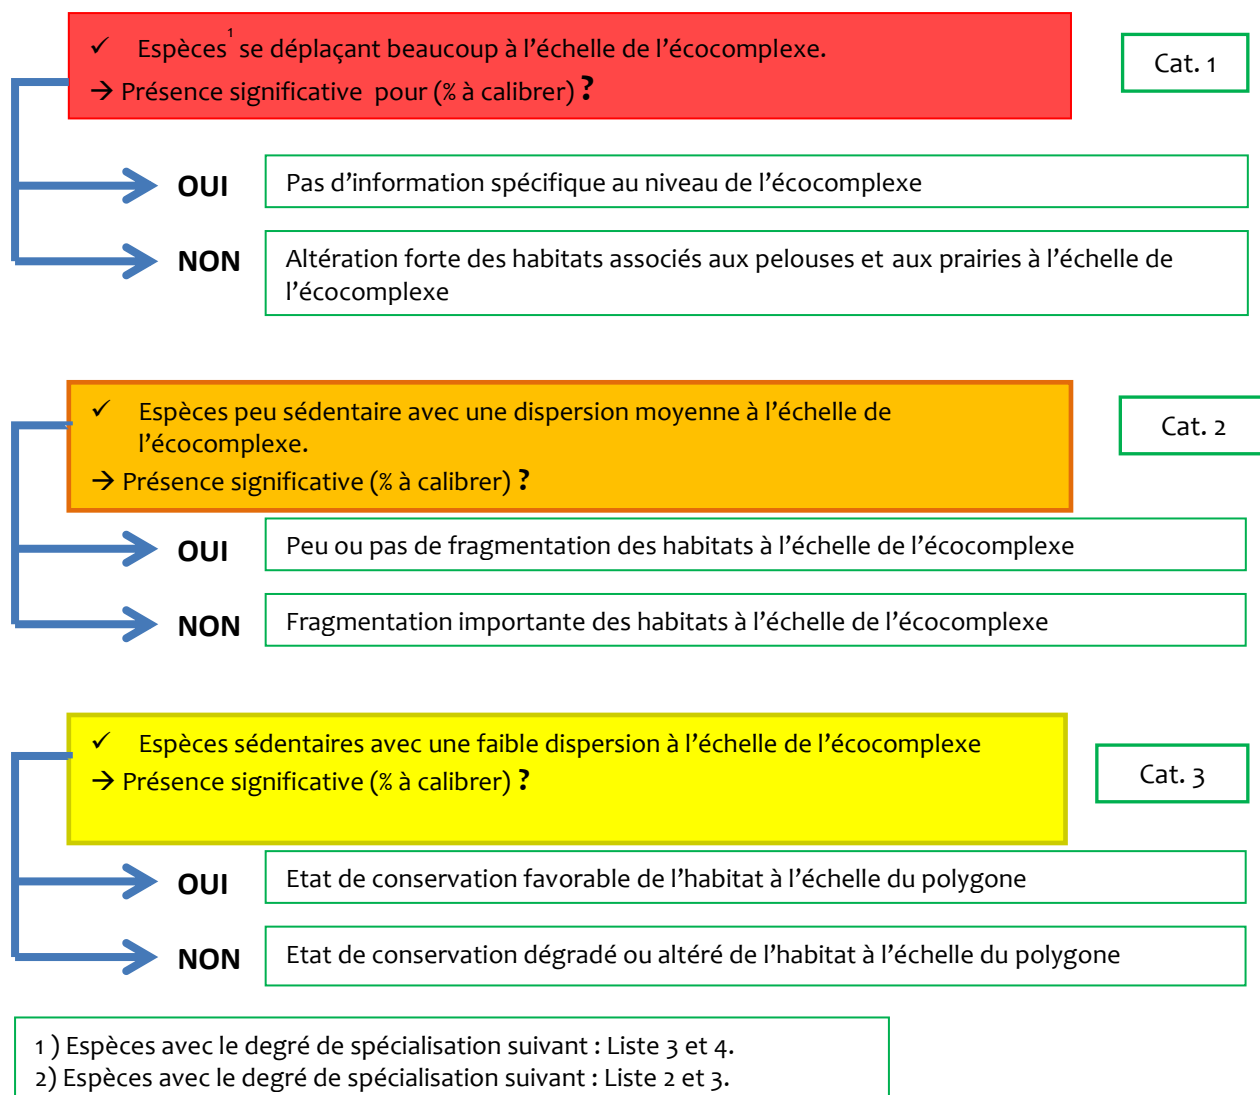 ✓ Espèces¹ se déplaçant beaucoup à l’échelle de l’écocomplexe.
→ Présence significative pour (% à calibrer) ?
Cat. 1
OUI
Pas d’information spécifique au niveau de l’écocomplexe
NON
Altération forte des habitats associés aux pelouses et aux prairies à l’échelle de
l’écocomplexe
✓ Espèces peu sédentaire avec une dispersion moyenne à l’échelle de
l’écocomplexe.
→ Présence significative (% à calibrer) ?
Cat. 2
OUI
Peu ou pas de fragmentation des habitats à l’échelle de l’écocomplexe
NON
Fragmentation importante des habitats à l’échelle de l’écocomplexe
✓ Espèces sédentaires avec une faible dispersion à l’échelle de l’écocomplexe
→ Présence significative (% à calibrer) ?
Cat. 3
OUI
Etat de conservation favorable de l’habitat à l’échelle du polygone
NON
Etat de conservation dégradé ou altéré de l’habitat à l’échelle du polygone
1 ) Espèces avec le degré de spécialisation suivant : Liste 3 et 4.
2) Espèces avec le degré de spécialisation suivant : Liste 2 et 3.